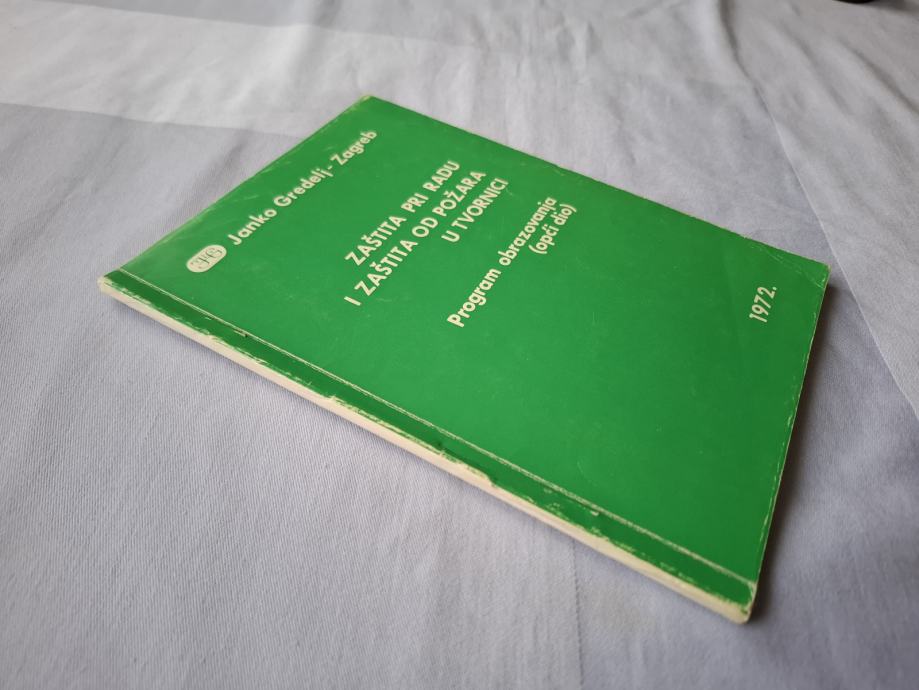 Janko Gredelj - Zagreb
ZAŠTITA PRI RADU
I ZAŠTITA OD POŽARA
U TVORNICI
Program obrazovanja
(opći dio)
1972.